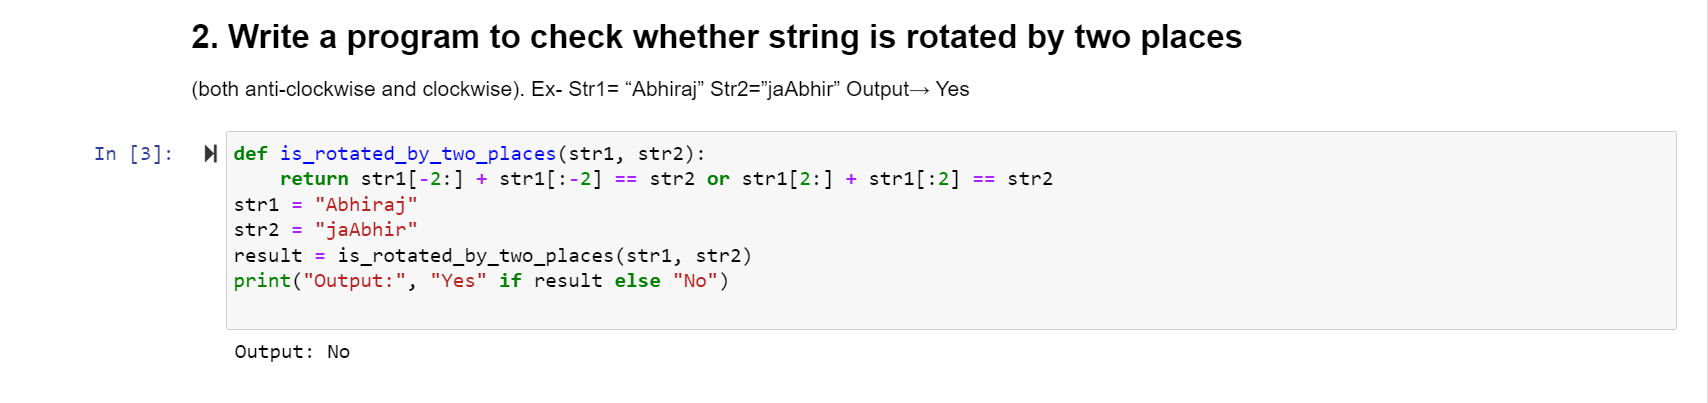 2. Write a program to check whether string is rotated by two places
(both anti-clockwise and clockwise). Ex- Str1= “Abhiraj” Str2=”jaAbhir” Output→ Yes
In [3]:
def is_rotated_by_two_places(str1, str2):
    return str1[-2:] + str1[:-2] == str2 or str1[2:] + str1[:2] == str2
str1 = "Abhiraj"
str2 = "jaAbhir"
result = is_rotated_by_two_places(str1, str2)
print("Output:", "Yes" if result else "No")
Output: No